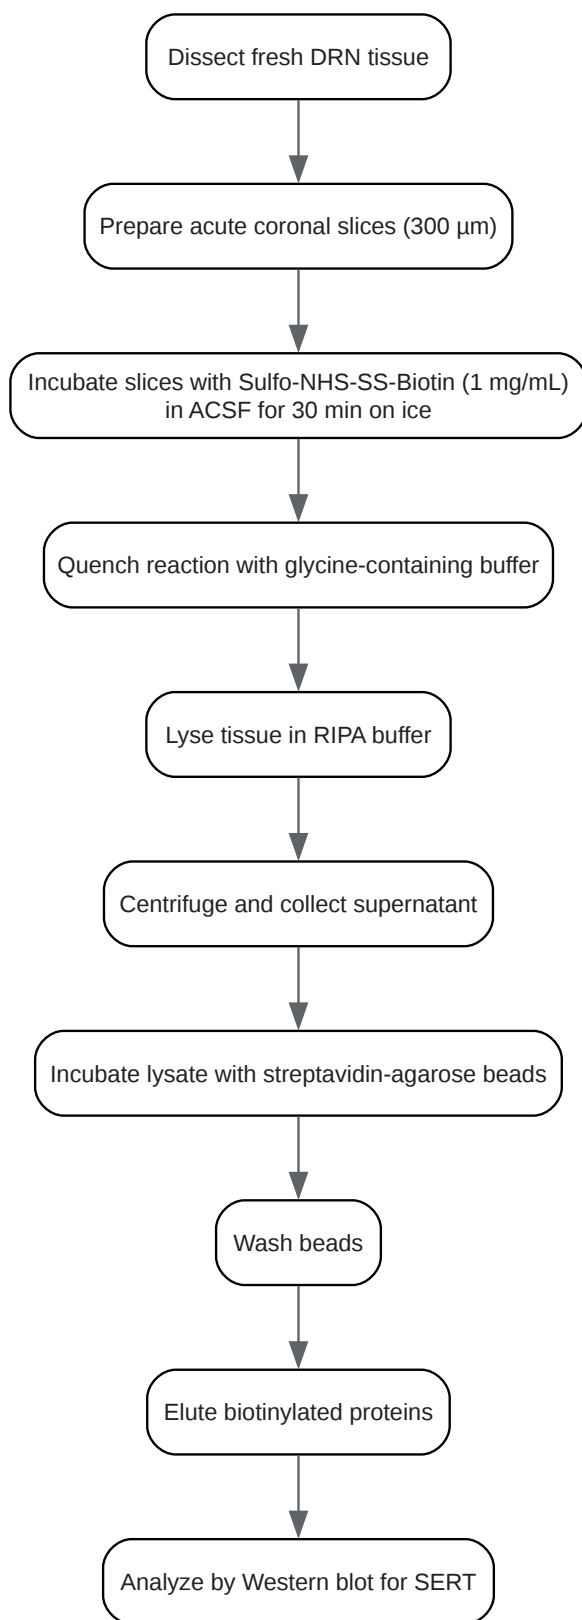 Dissect fresh DRN tissue
Prepare acute coronal slices (300 µm)
Incubate slices with Sulfo-NHS-SS-Biotin (1 mg/mL)
in ACSF for 30 min on ice
Quench reaction with glycine-containing buffer
Lyse tissue in RIPA buffer
Centrifuge and collect supernatant
Incubate lysate with streptavidin-agarose beads
Wash beads
Elute biotinylated proteins
Analyze by Western blot for SERT